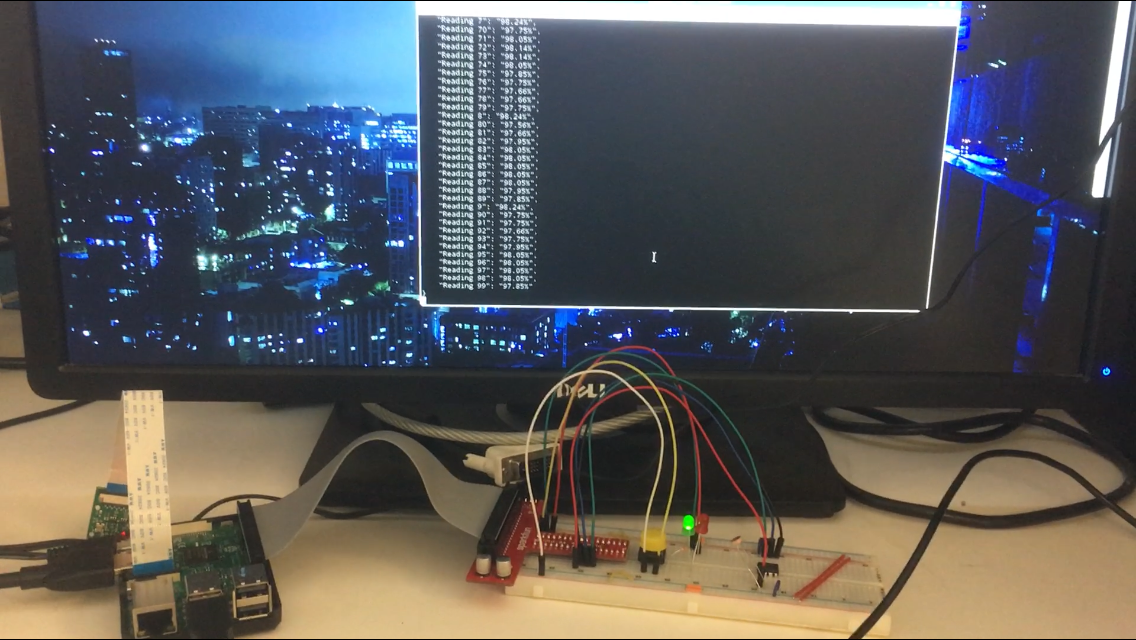 "Reading 7": "98.24%",
"Reading 70": "97.75%",
"Reading 71": "98.05%",
"Reading 72": "98.14%",
"Reading 73": "98.14%",
"Reading 74": "98.05%",
"Reading 75": "97.85%",
"Reading 76": "97.75%",
"Reading 77": "97.66%",
"Reading 78": "97.66%",
"Reading 79": "97.75%",
"Reading 8": "98.24%",
"Reading 80": "97.56%",
"Reading 81": "97.66%",
"Reading 82": "97.95%",
"Reading 83": "98.05%",
"Reading 84": "98.05%",
"Reading 85": "98.05%",
"Reading 86": "98.05%",
"Reading 87": "98.05%",
"Reading 88": "97.95%",
"Reading 89": "97.85%",
"Reading 9": "98.24%",
"Reading 90": "97.75%",
"Reading 91": "97.75%",
"Reading 92": "97.66%",
"Reading 93": "97.75%",
"Reading 94": "97.95%",
"Reading 95": "98.05%",
"Reading 96": "98.05%",
"Reading 97": "98.05%",
"Reading 98": "98.05%",
"Reading 99": "97.85%",
DELL
sparkfun